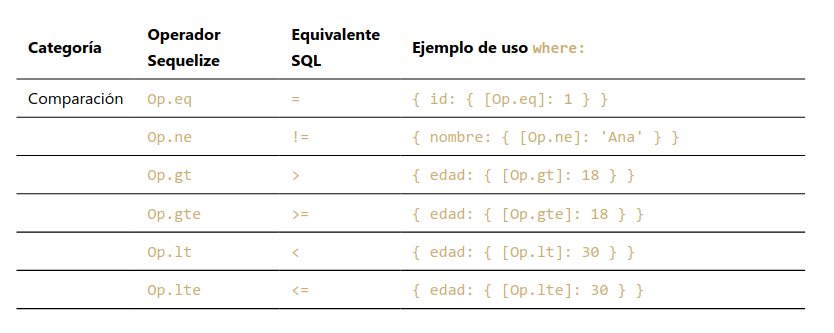 Categoría Operador Sequelize Equivalente SQL Ejemplo de uso where:
Comparación Op.eq = { id: { [Op.eq]: 1 } }
Op.ne != { nombre: { [Op.ne]: 'Ana' } }
Op.gt > { edad: { [Op.gt]: 18 } }
Op.gte >= { edad: { [Op.gte]: 18 } }
Op.lt < { edad: { [Op.lt]: 30 } }
Op.lte <= { edad: { [Op.lte]: 30 } }